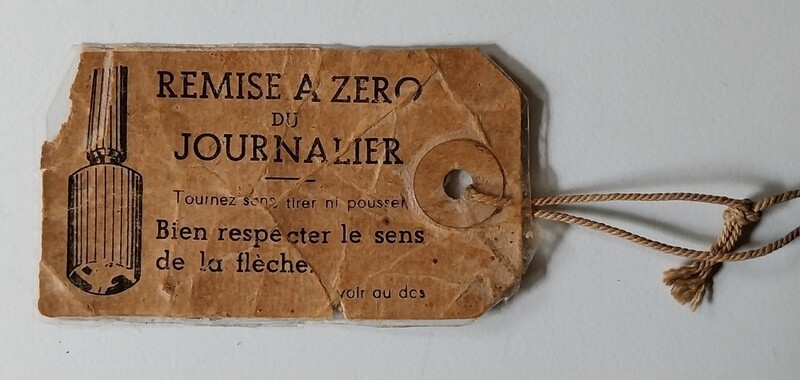 REMISE A ZERO
DU
JOURNALIER
Tournez sans tirer ni pousser
Bien respecter le sens
de la flèche.
voir au dos